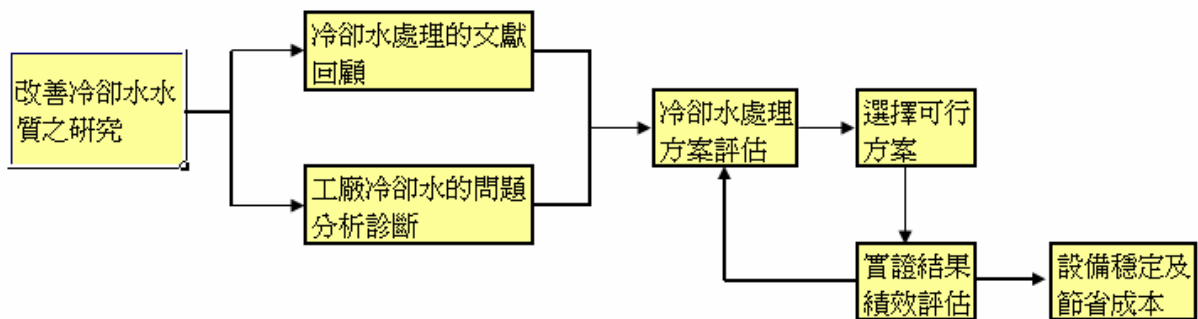 改善冷卻水水
質之研究
冷卻水處理的文獻
回顧
工廠冷卻水的問題
分析診斷
冷卻水處理
方案評估
選擇可行
方案
實證結果
績效評估
設備穩定及
節省成本